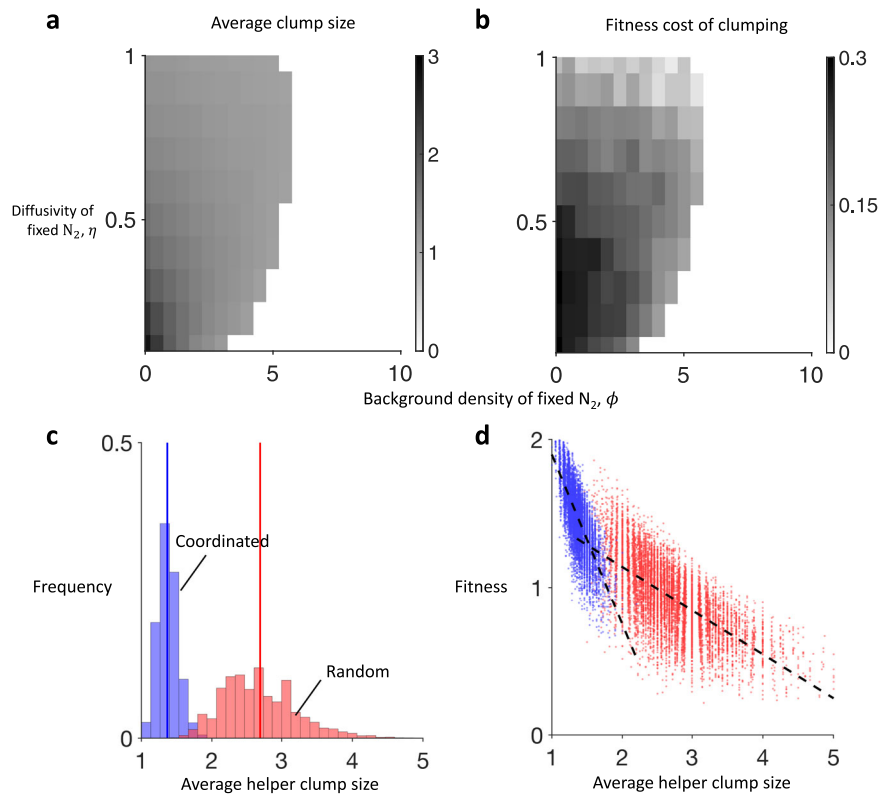 a
Average clump size
1
0.5
0
5
10
3
2
1
0
Diffusivity of
fixed N₂, η
b
Fitness cost of clumping
1
0.5
0
5
10
0.3
0.15
0
Background density of fixed N₂, ϕ
c
0.5
0
Frequency
Coordinated
Random
1
2
3
4
5
Average helper clump size
d
2
1
0
Fitness
1
2
3
4
5
Average helper clump size